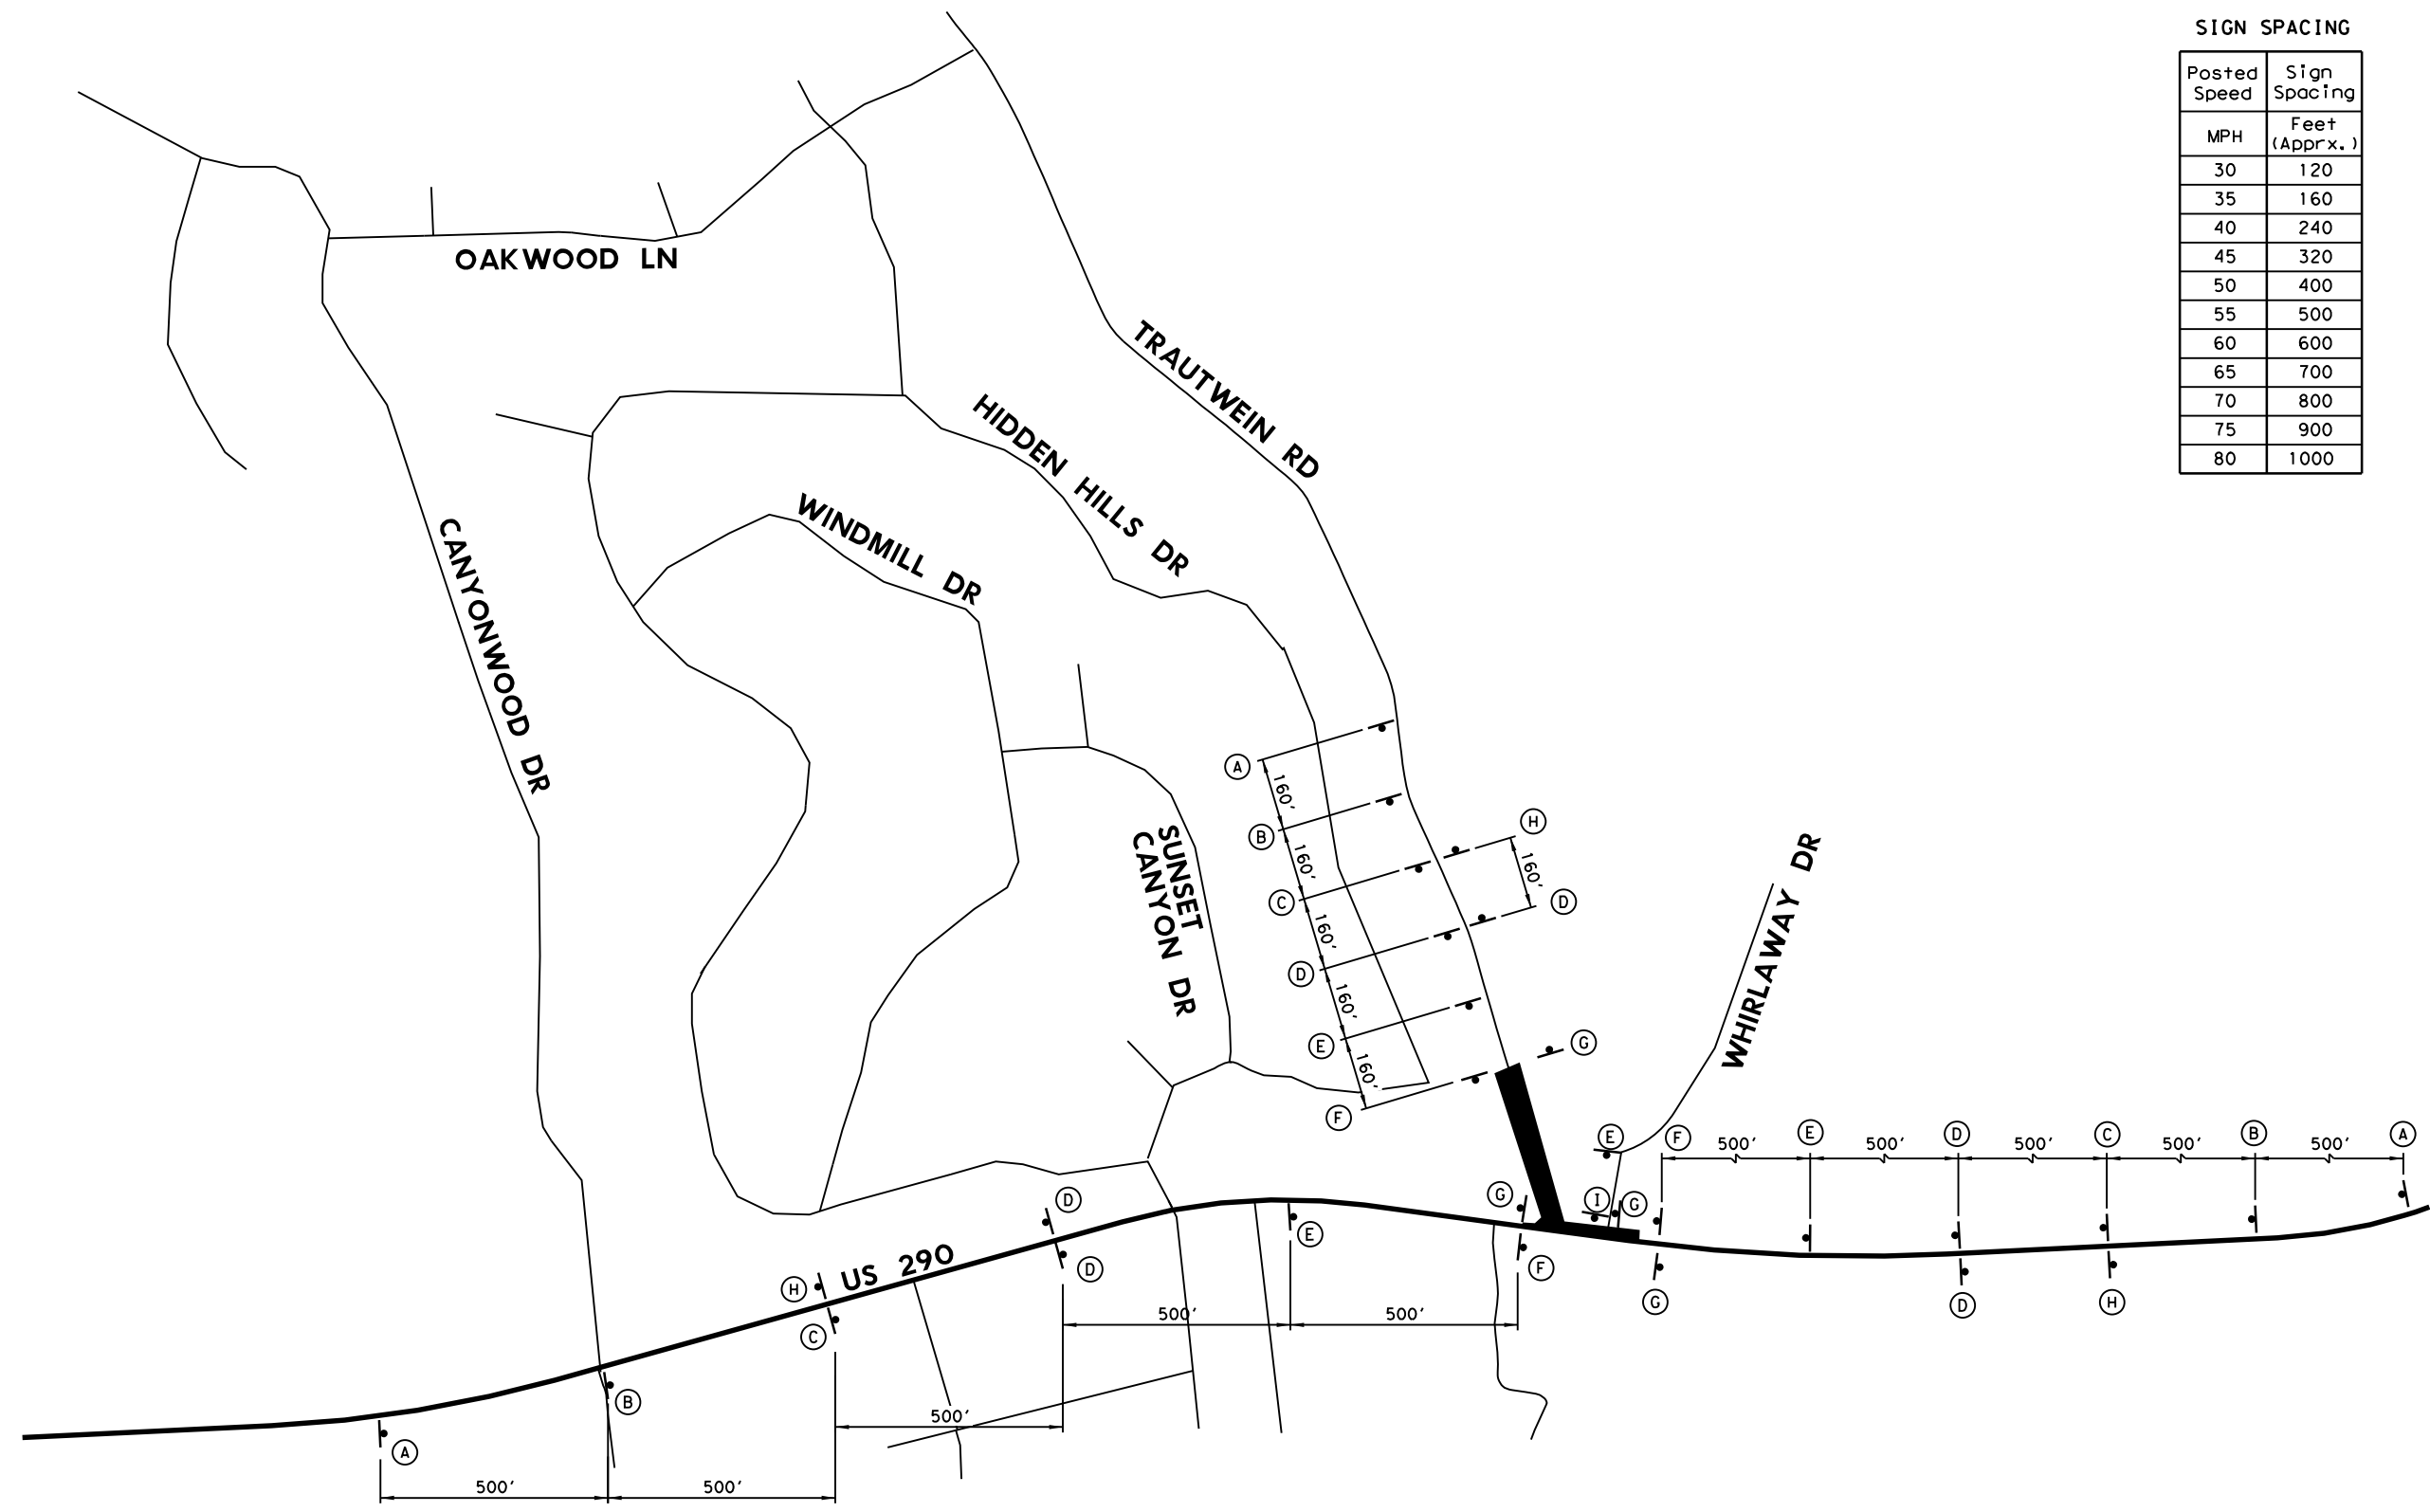 SIGN SPACING
Posted Speed
Sign Spacing
MPH
Feet (Apprx.)
30 120
35 160
40 240
45 320
50 400
55 500
60 600
65 700
70 800
75 900
80 1000
OAKWOOD LN
TRAUTWEIN RD
HIDDEN HILLS DR
WINDMILL DR
CANYONWOOD DR
SUNSET
CANYON DR
WHIRLAWAY DR
US 290
A
160'
B
160'
C
160'
D
160'
E
160'
F
H
160'
D
G
E
F
500'
E
500'
D
500'
C
500'
B
500'
A
I
G
G
D
E
F
D
H
C
G
D
H
500'
500'
B
500'
A
500'
500'